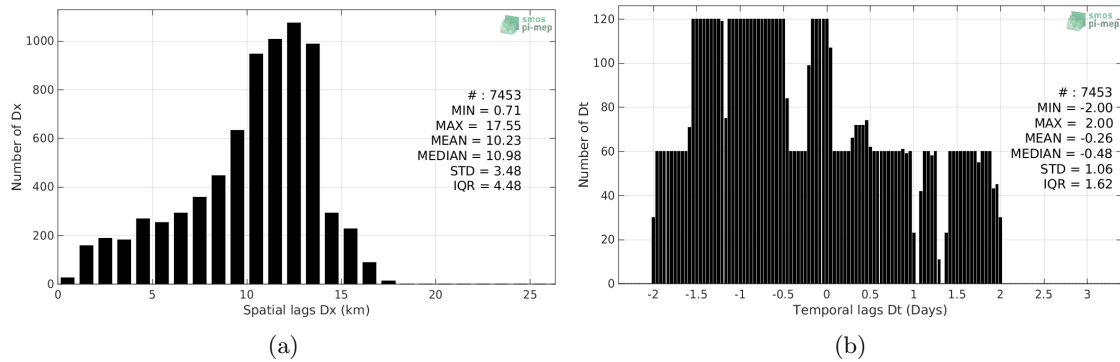 smos
pi-mep
1000
800
600
400
200
0
Number of Dx
# : 7453
MIN = 0.71
MAX = 17.55
MEAN = 10.23
MEDIAN = 10.98
STD = 3.48
IQR = 4.48
0 5 10 15 20 25
Spatial lags Dx (km)
(a)
smos
pi-mep
120
100
80
60
40
20
0
Number of Dt
# : 7453
MIN = -2.00
MAX = 2.00
MEAN = -0.26
MEDIAN = -0.48
STD = 1.06
IQR = 1.62
-2 -1.5 -1 -0.5 0 0.5 1 1.5 2 2.5 3
Temporal lags Dt (Days)
(b)